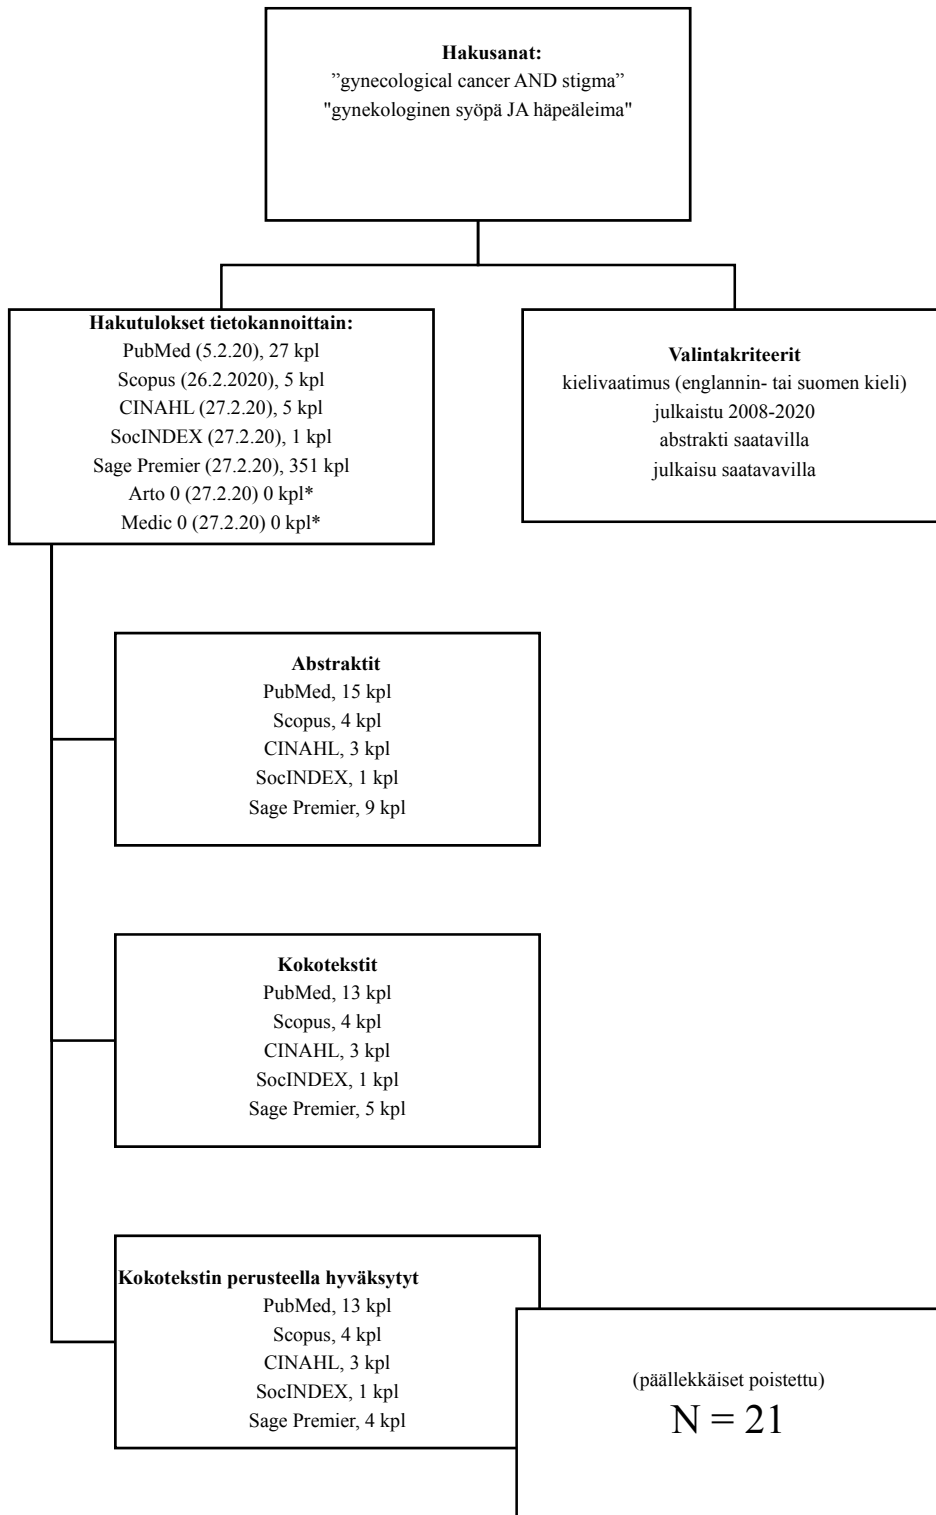 Hakusanat:
”gynecological cancer AND stigma”
"gynekologinen syöpä JA häpeäleima"
Hakutulokset tietokannoittain:
PubMed (5.2.20), 27 kpl
Scopus (26.2.2020), 5 kpl
CINAHL (27.2.20), 5 kpl
SocINDEX (27.2.20), 1 kpl
Sage Premier (27.2.20), 351 kpl
Arto 0 (27.2.20) 0 kpl*
Medic 0 (27.2.20) 0 kpl*
Valintakriteerit
kielivaatimus (englannin- tai suomen kieli)
julkaistu 2008-2020
abstrakti saatavilla
julkaisu saatavavilla
Abstraktit
PubMed, 15 kpl
Scopus, 4 kpl
CINAHL, 3 kpl
SocINDEX, 1 kpl
Sage Premier, 9 kpl
Kokotekstit
PubMed, 13 kpl
Scopus, 4 kpl
CINAHL, 3 kpl
SocINDEX, 1 kpl
Sage Premier, 5 kpl
Kokotekstin perusteella hyväksytyt
PubMed, 13 kpl
Scopus, 4 kpl
CINAHL, 3 kpl
SocINDEX, 1 kpl
Sage Premier, 4 kpl
(päällekkäiset poistettu)
N = 21